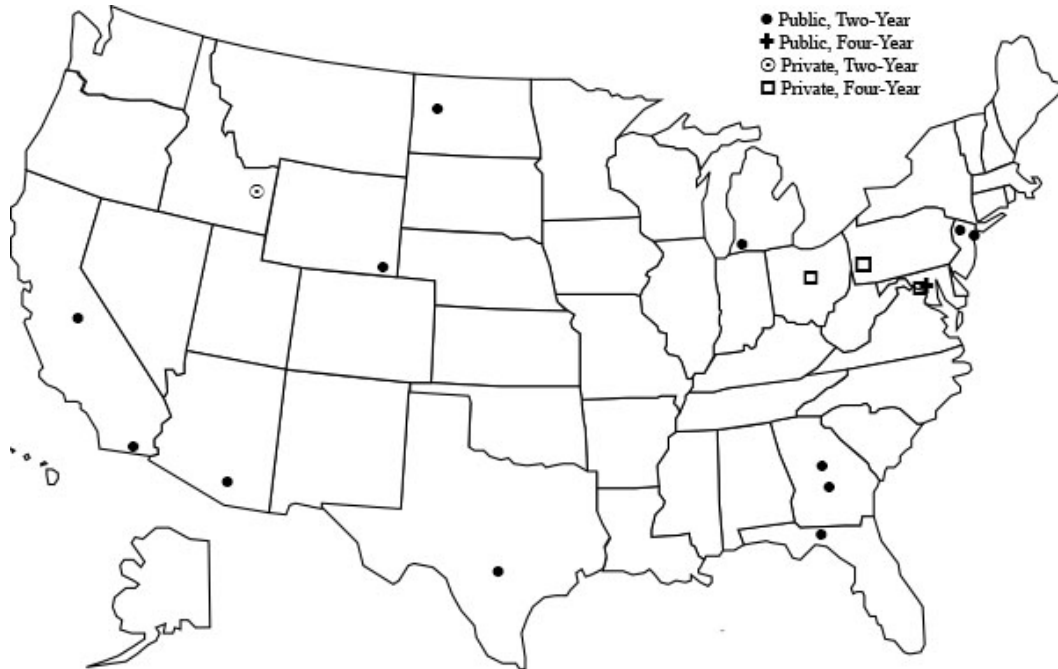 Public, Two-Year
Public, Four-Year
Private, Two-Year
Private, Four-Year